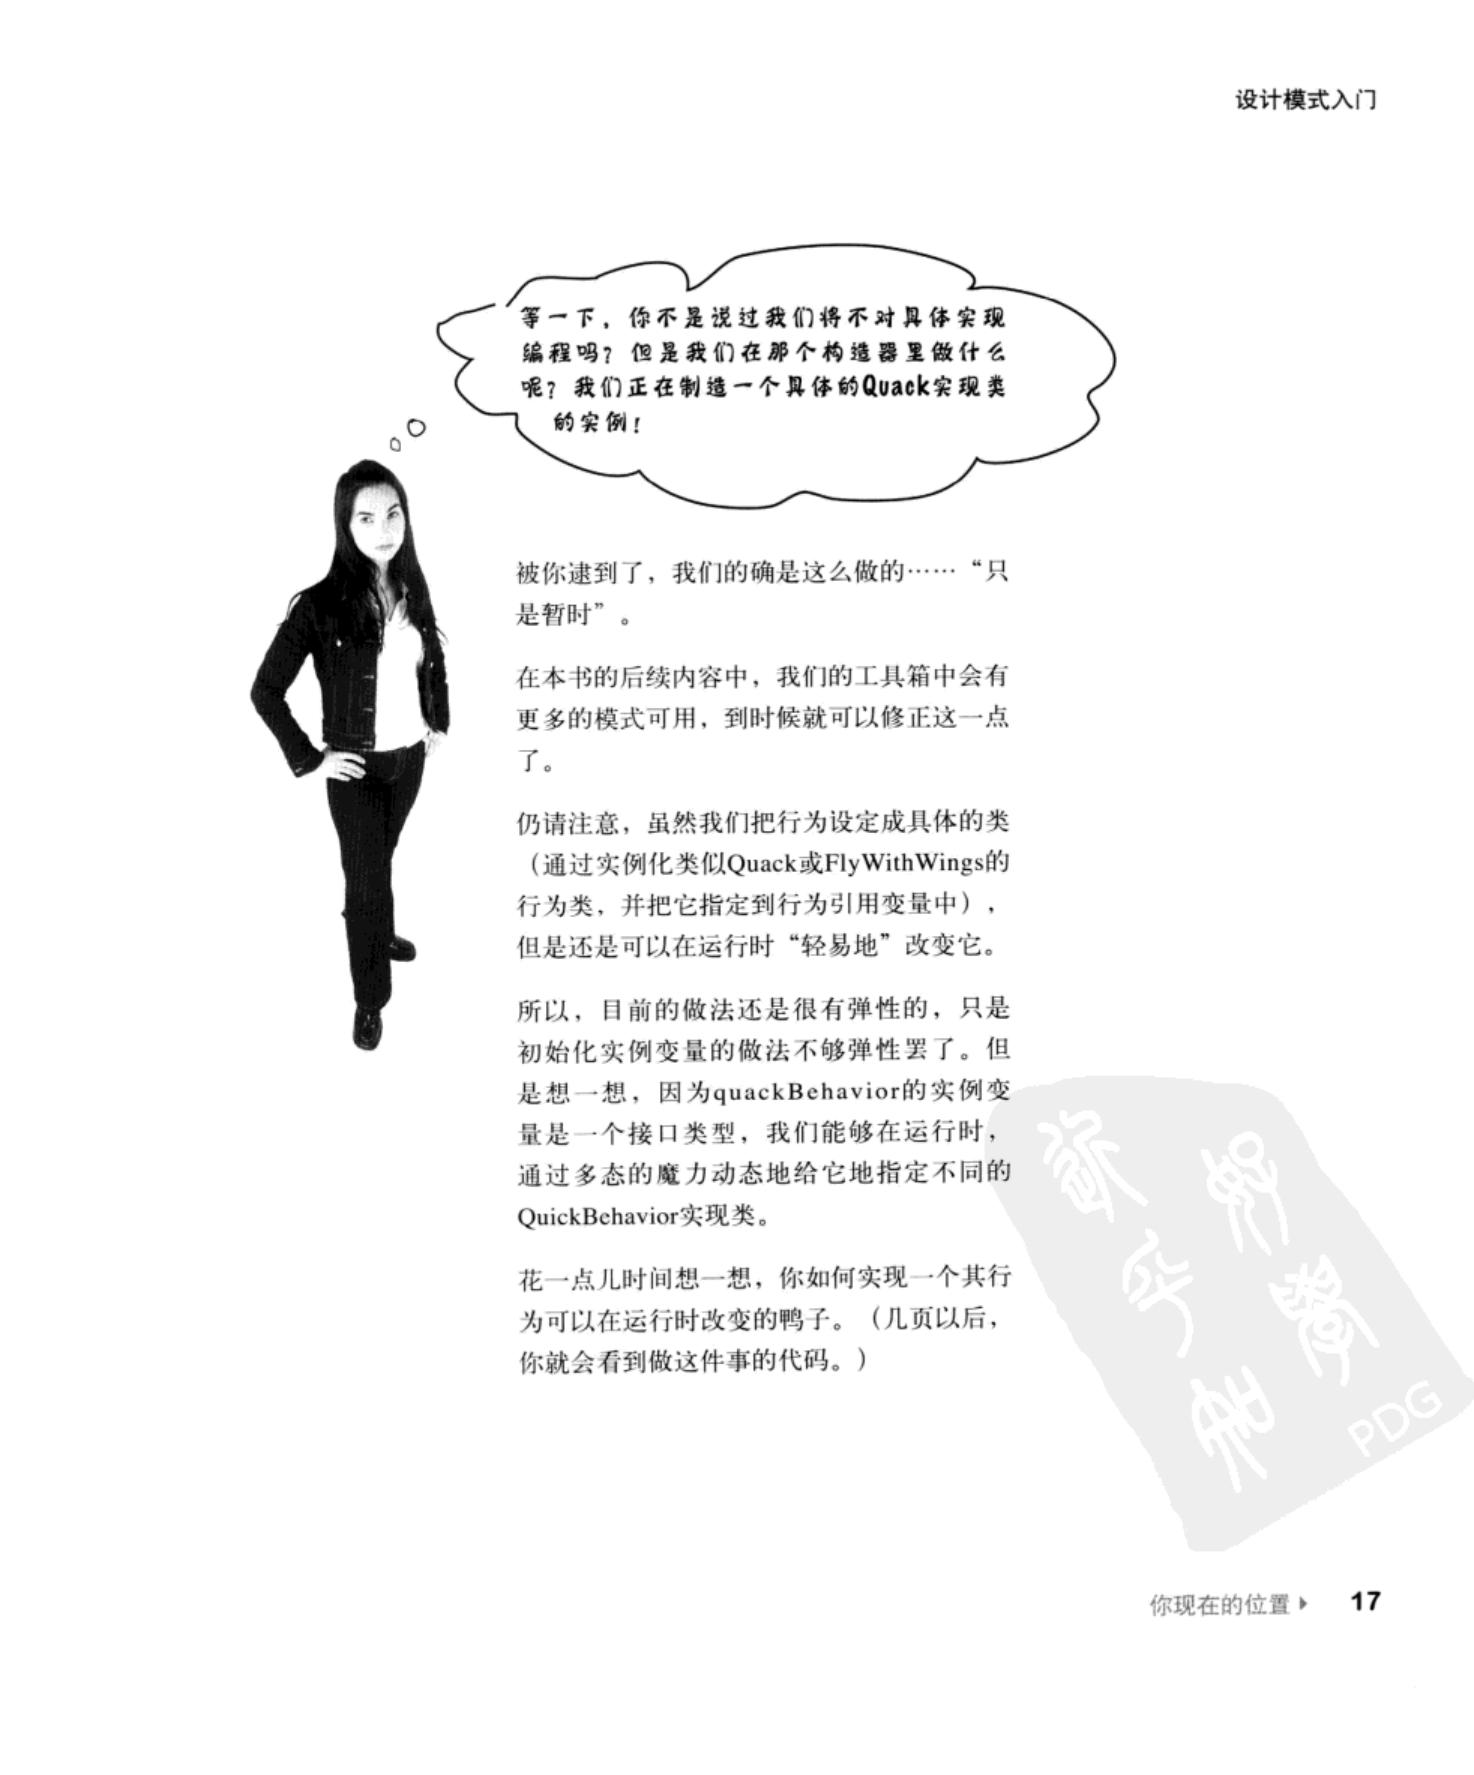 设计模式入门
等一下，你不是说过我们将不对具体实现
编程吗？但是我们在那个构造器里做什么
呢？我们正在制造一个具体的Quack实现类
的实例！
被你逮到了，我们的确是这么做的……“只
是暂时”。
在本书的后续内容中，我们的工具箱中会有
更多的模式可用，到时候就可以修正这一点
了。
仍请注意，虽然我们把行为设定成具体的类
（通过实例化类似Quack或FlyWithWings的
行为类，并把它指定到行为引用变量中），
但是还是可以在运行时“轻易地”改变它。
所以，目前的做法还是很有弹性的，只是
初始化实例变量的做法不够弹性罢了。但
是想一想，因为quackBehavior的实例变
量是一个接口类型，我们能够在运行时，
通过多态的魔力动态地给它地指定不同的
QuickBehavior实现类。
花一点儿时间想一想，你如何实现一个其行
为可以在运行时改变的鸭子。（几页以后，
你就会看到做这件事的代码。）
PDG
你现在的位置▸ 17